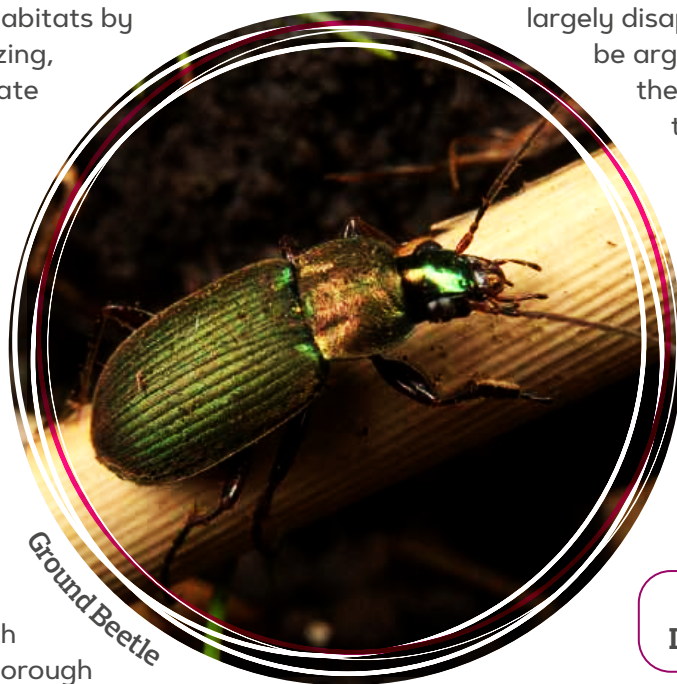 abitats by
zing,
ate
largely disap
be arg
the
t
Ground Beetle
h
orough